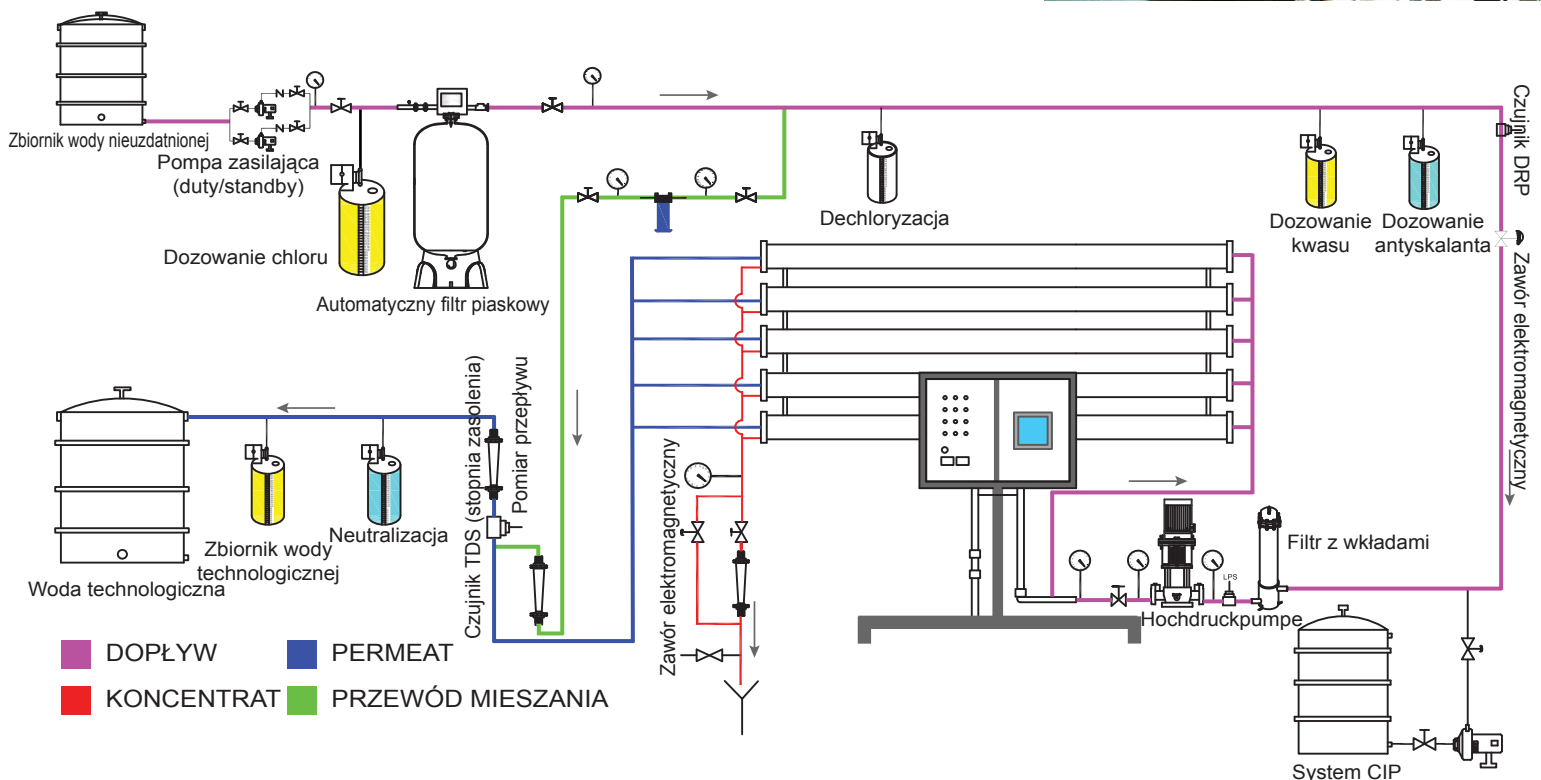 Zbiornik wody nieuzdatnionej
Pompa zasilająca
(duty/standby)
Dozowanie chloru
Automatyczny filtr piaskowy
Dechloryzacja
Dozowanie
kwasu
Dozowanie
antyskalanta
Czujnik DRP
Zawór elektromagnetyczny
Woda technologiczna
Zbiornik wody
technologicznej
Neutralizacja
Czujnik TDS (stopnia zasolenia)
Pomiar przepływu
Zawór elektromagnetyczny
LPS
Filtr z wkładami
Hochdruckpumpe
System CIP
DOPŁYW
PERMEAT
KONCENTRAT
PRZEWÓD MIESZANIA